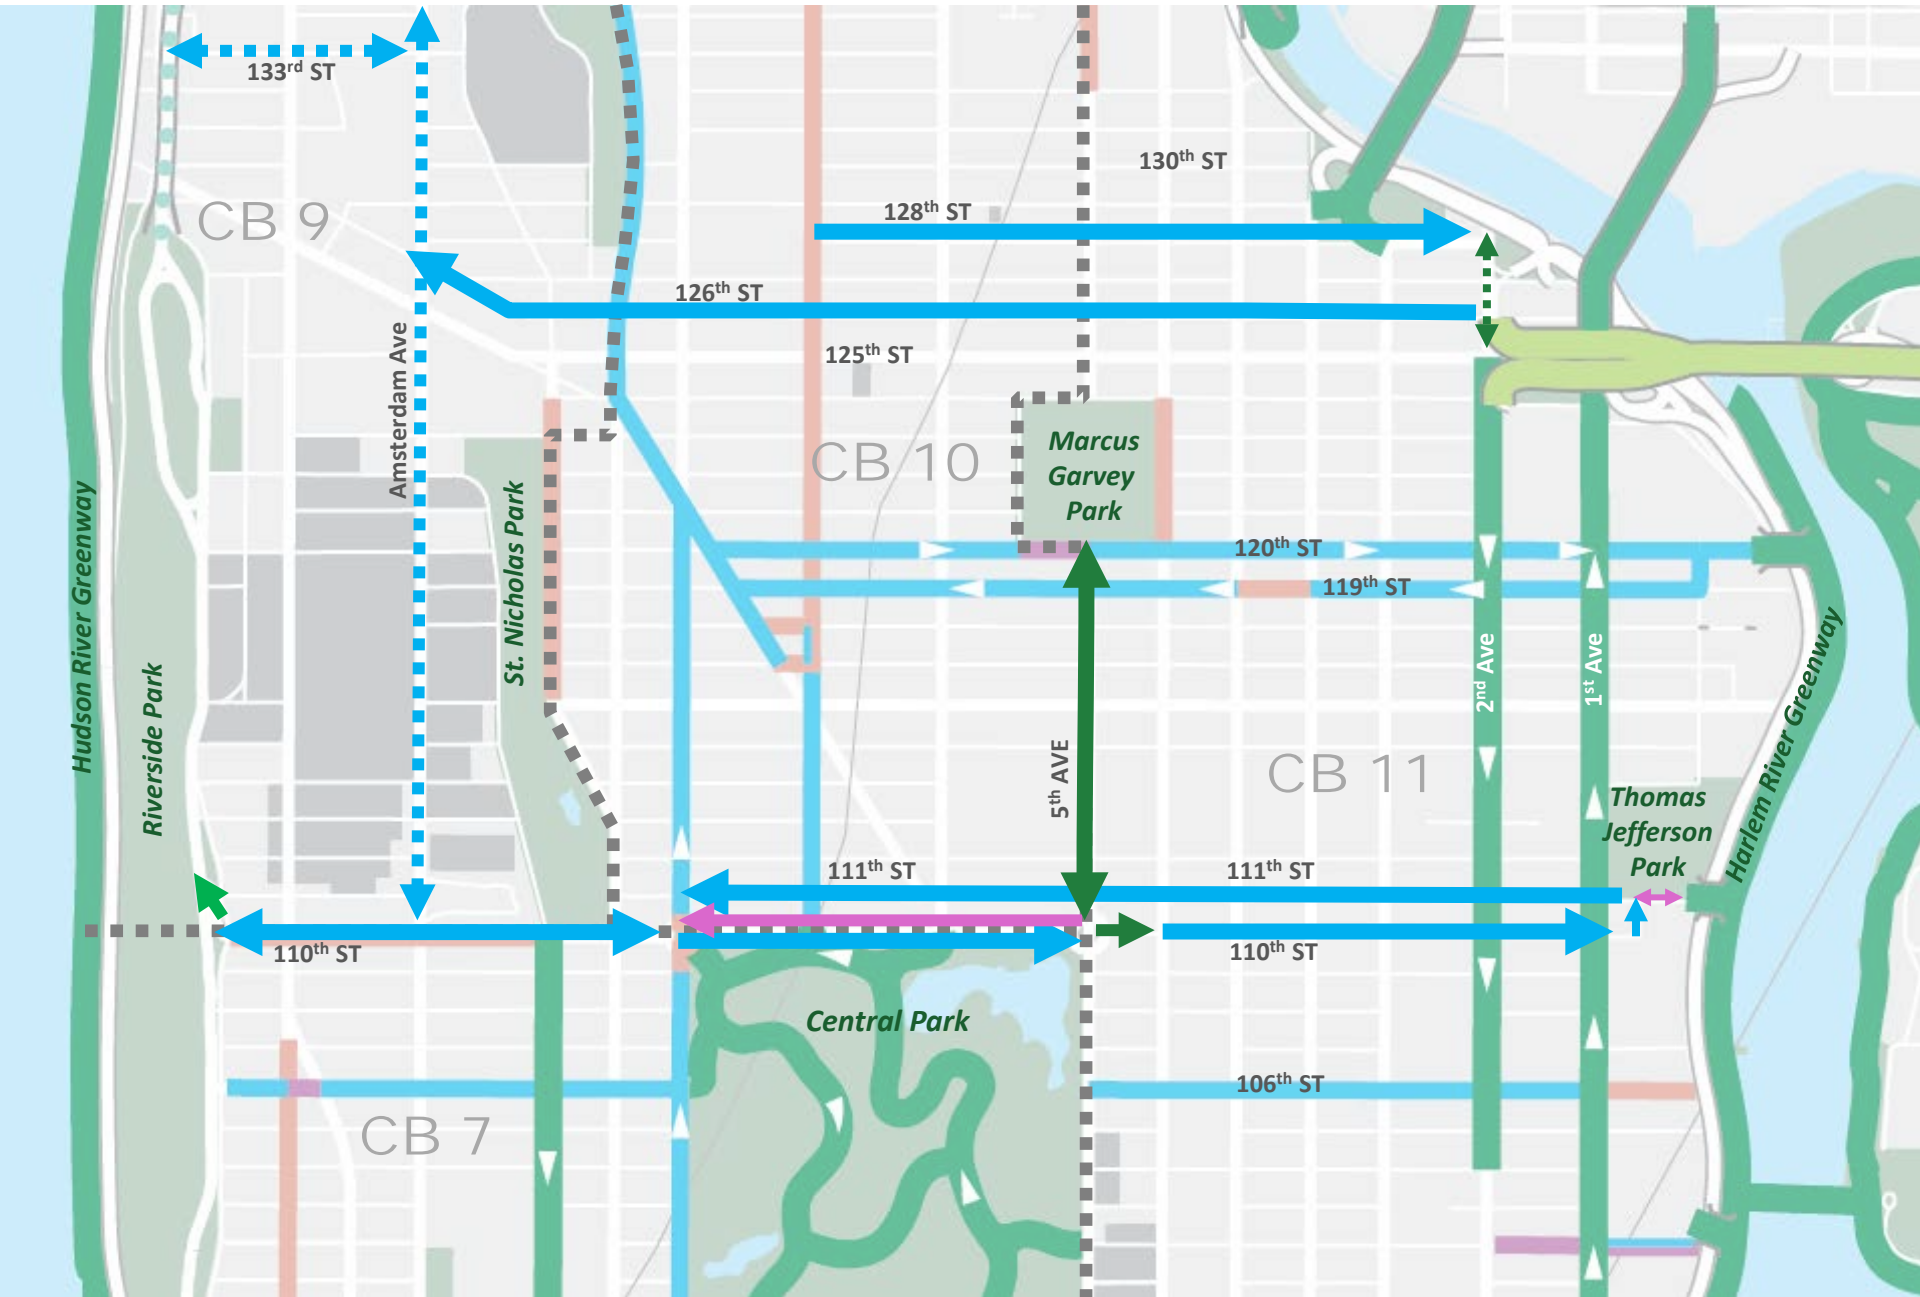 133rd ST
130th ST
CB 9
128th ST
126th ST
125th ST
Amsterdam Ave
Marcus
Garvey
Park
CB 10
Hudson River Greenway
St. Nicholas Park
120th ST
119th ST
Riverside Park
2nd Ave
1st Ave
Harlem River Greenway
5th AVE
CB 11
Thomas
Jefferson
Park
111th ST
111th ST
110th ST
110th ST
Central Park
106th ST
CB 7